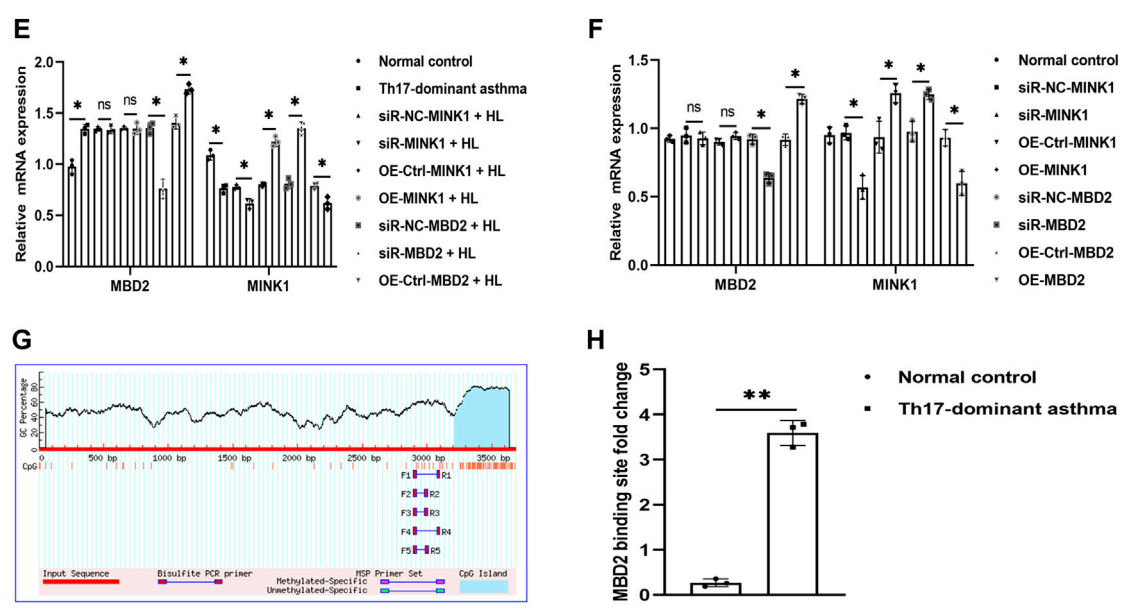 E
Relative mRNA expression
2.0
1.5
1.0
0.5
0.0
*
ns
ns
*
*
*
*
*
*
*
MBD2
MINK1
Normal control
Th17-dominant asthma
siR-NC-MINK1 + HL
siR-MINK1 + HL
OE-Ctrl-MINK1 + HL
OE-MINK1 + HL
siR-NC-MBD2 + HL
siR-MBD2 + HL
OE-Ctrl-MBD2 + HL
F
Relative mRNA expression
1.5
1.0
0.5
0.0
ns
ns
*
*
*
*
*
*
MBD2
MINK1
Normal control
siR-NC-MINK1
siR-MINK1
OE-Ctrl-MINK1
OE-MINK1
siR-NC-MBD2
siR-MBD2
OE-Ctrl-MBD2
OE-MBD2
G
GC Percentage
80
60
40
20
0
0
500 bp
1000 bp
1500 bp
2000 bp
2500 bp
3000 bp
3500 bp
CpG
F1 R1
F2 R2
F3 R3
F4 R4
F5 R5
Input Sequence
Bisulfite PCR primer
MSP Primer Set
CpG Island
Methylated-Specific
Unmethylated-Specific
H
MBD2 binding site fold change
5
4
3
2
1
0
**
Normal control
Th17-dominant asthma